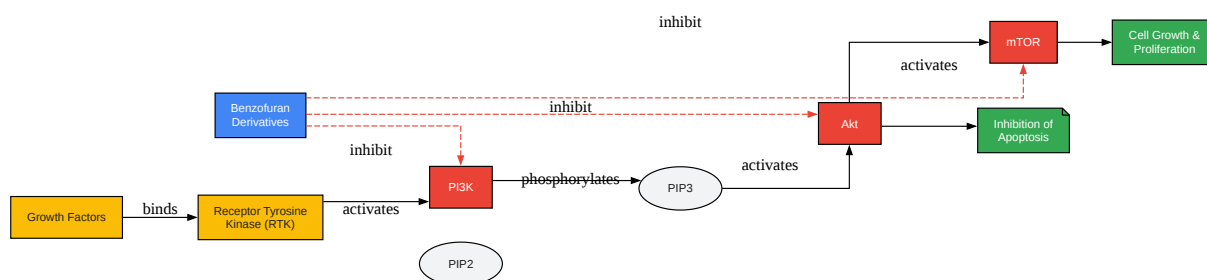 inhibit
mTOR
Cell Growth &
Proliferation
activates
Benzofuran
Derivatives
inhibit
Akt
Inhibition of
Apoptosis
inhibit
activates
PI3K
phosphorylates
PIP3
Growth Factors
binds
Receptor Tyrosine
Kinase (RTK)
activates
PIP2